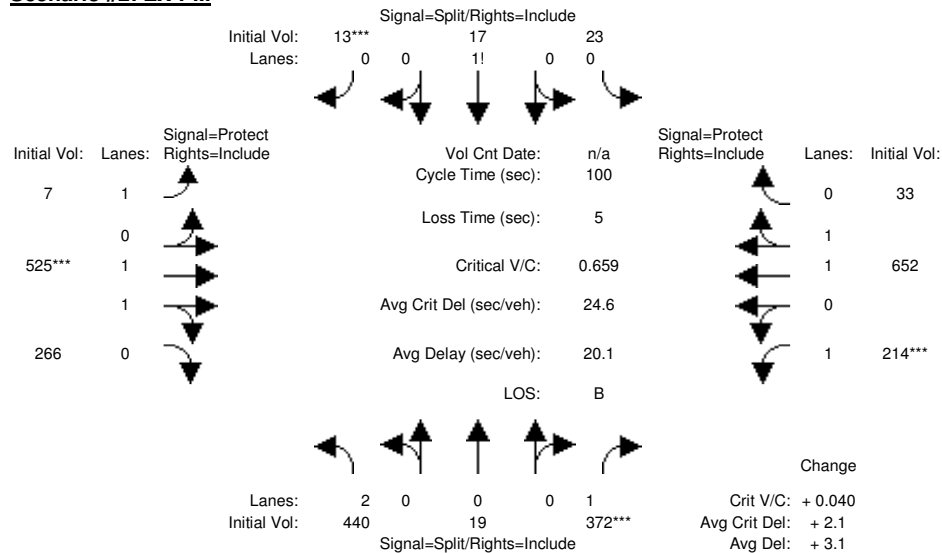 Signal=Split/Rights=Include
Initial Vol: 13*** 17 23
Lanes: 0 0 1! 0 0
Signal=Protect Signal=Protect
Initial Vol: Lanes: Rights=Include Vol Cnt Date: n/a Rights=Include Lanes: Initial Vol:
Cycle Time (sec): 100
7 1 0 33
Loss Time (sec): 5
0 1
525*** 1 Critical V/C: 0.659 1 652
1 Avg Crit Del (sec/veh): 24.6 0
266 0 Avg Delay (sec/veh): 20.1 1 214***
LOS: B
Change
Lanes: 2 0 0 0 1 Crit V/C: + 0.040
Initial Vol: 440 19 372*** Avg Crit Del: + 2.1
Signal=Split/Rights=Include Avg Del: + 3.1